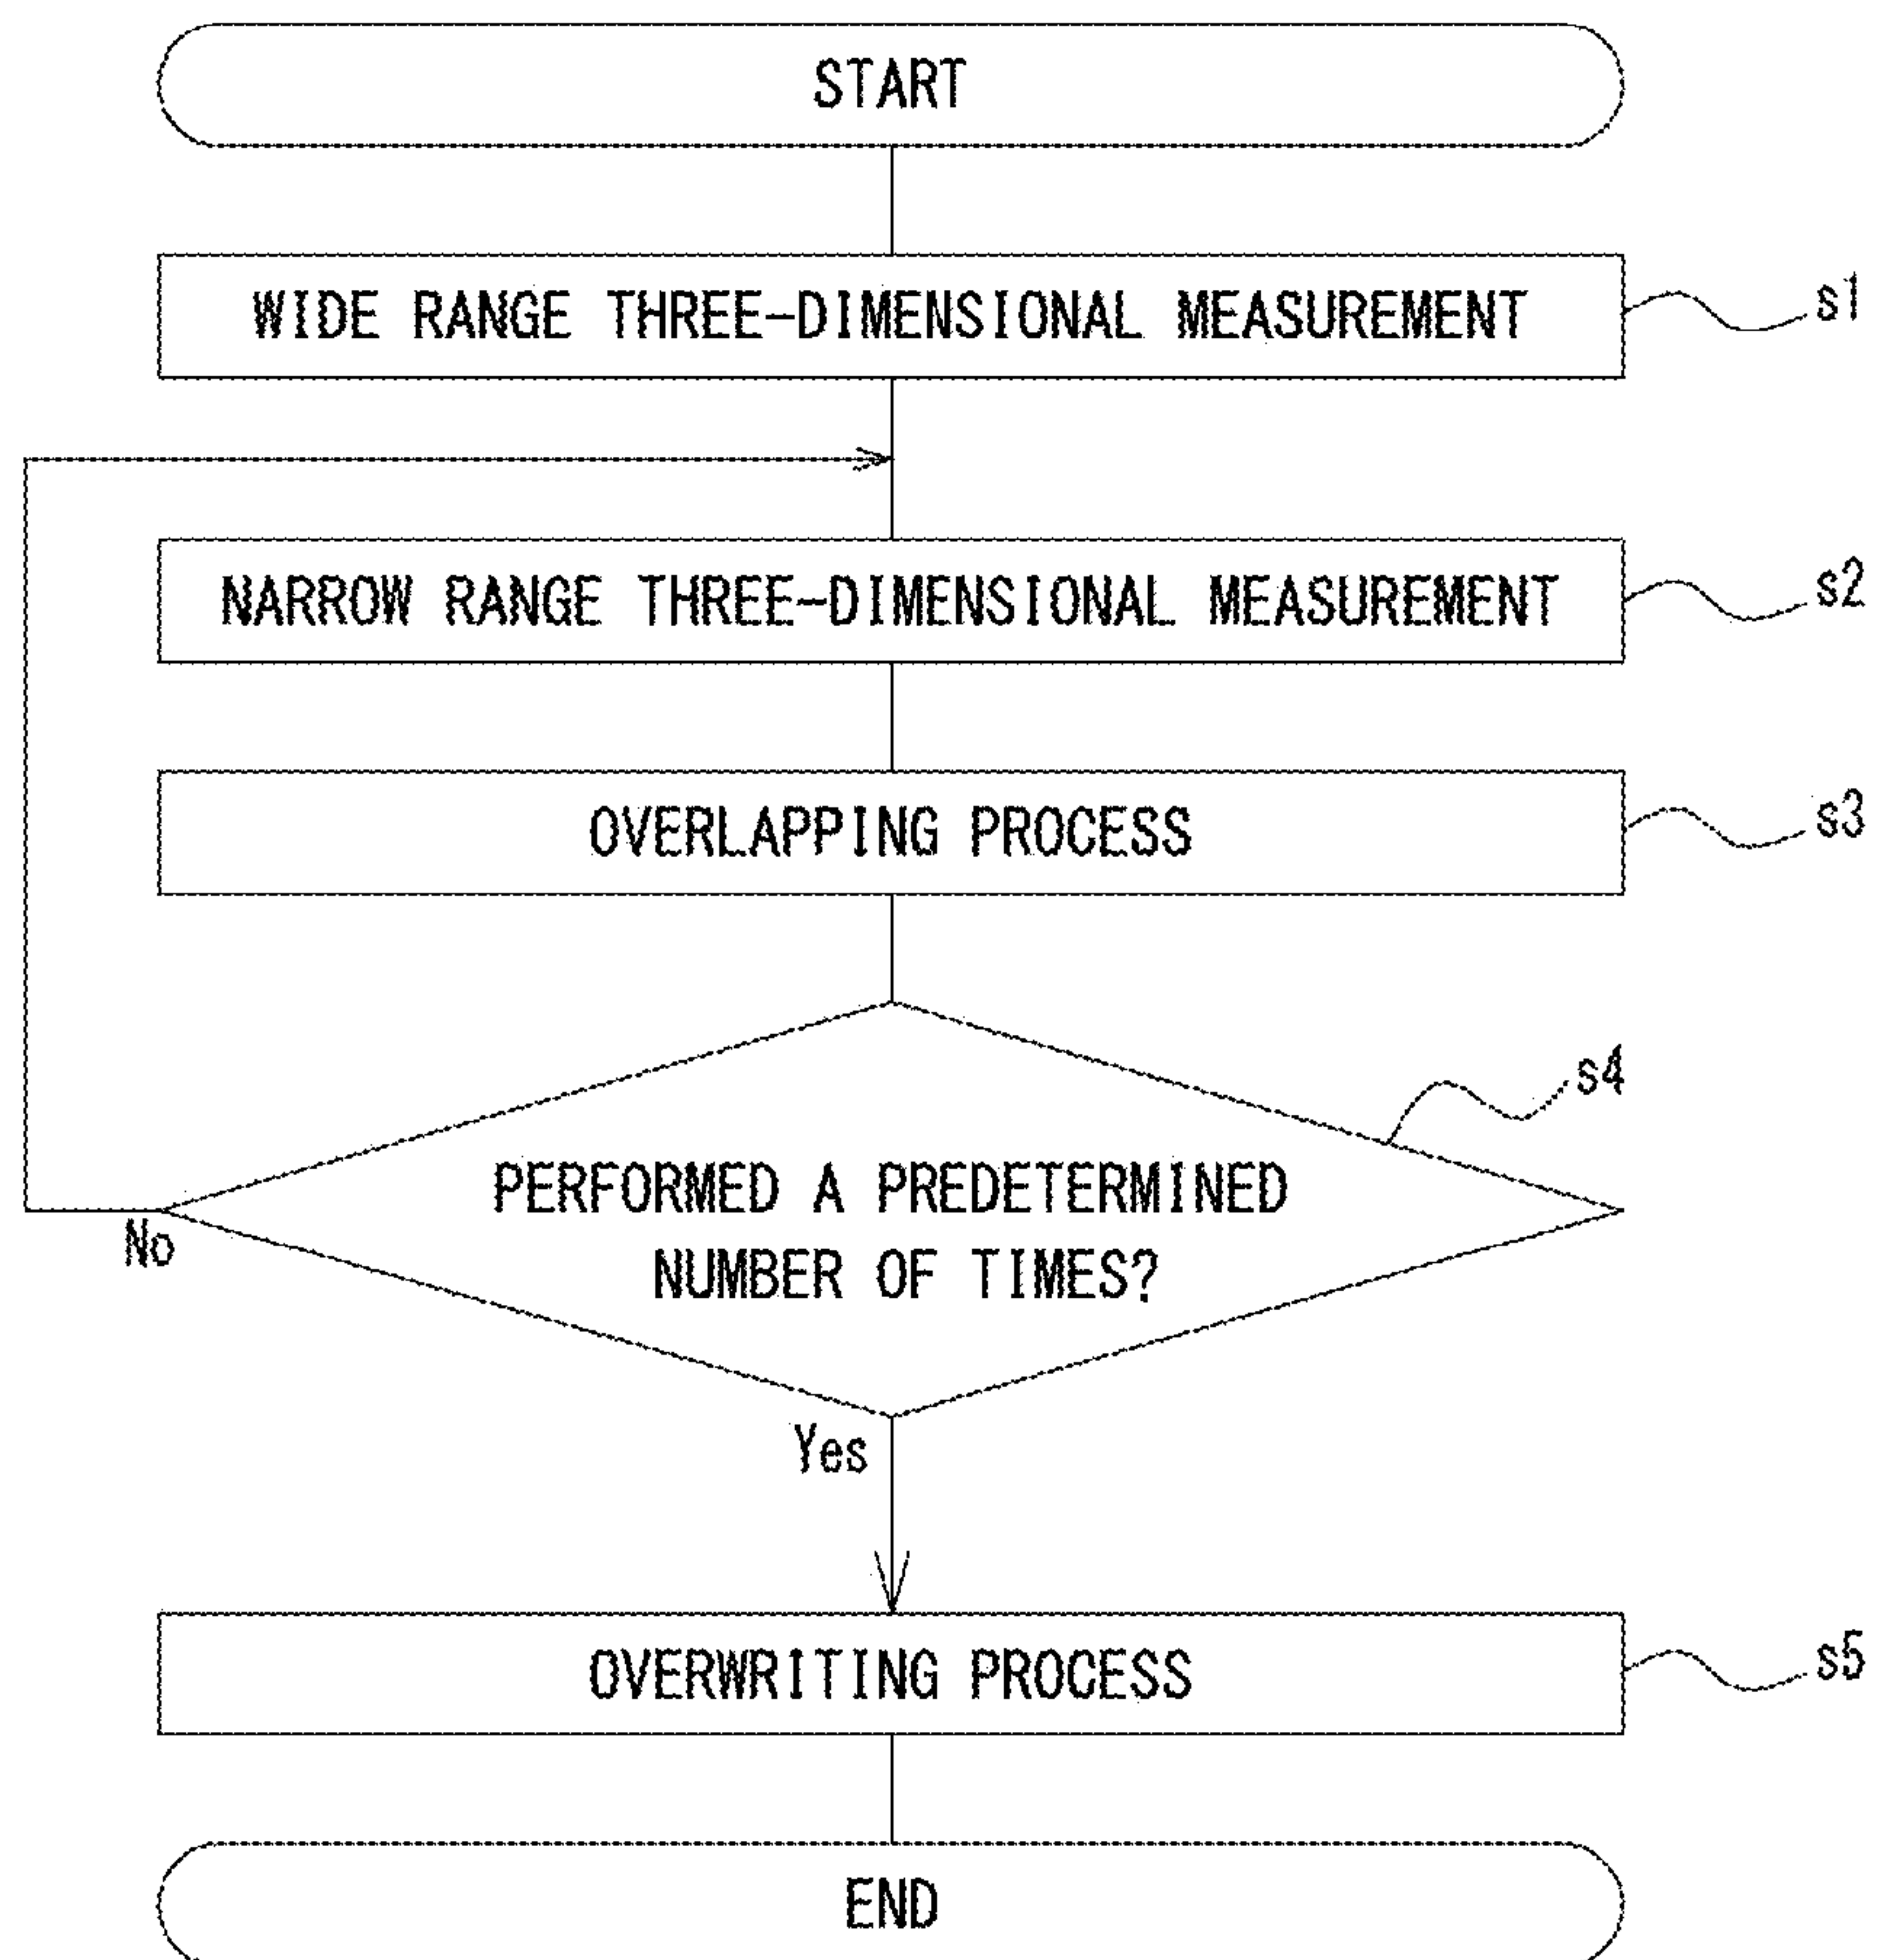 START
WIDE RANGE THREE-DIMENSIONAL MEASUREMENT
s1
NARROW RANGE THREE-DIMENSIONAL MEASUREMENT
s2
OVERLAPPING PROCESS
s3
s4
PERFORMED A PREDETERMINED
NUMBER OF TIMES?
No
Yes
OVERWRITING PROCESS
s5
END